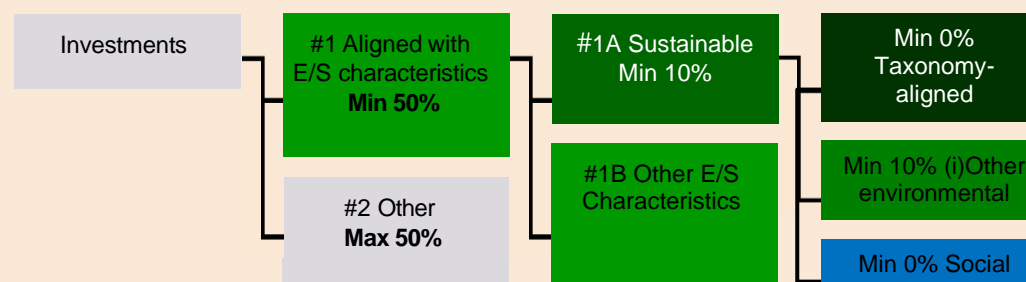 Investments
#1 Aligned with
E/S characteristics
Min 50%
#2 Other
Max 50%
#1A Sustainable
Min 10%
#1B Other E/S
Characteristics
Min 0%
Taxonomy-
aligned
Min 10% (i)Other
environmental
Min 0% Social